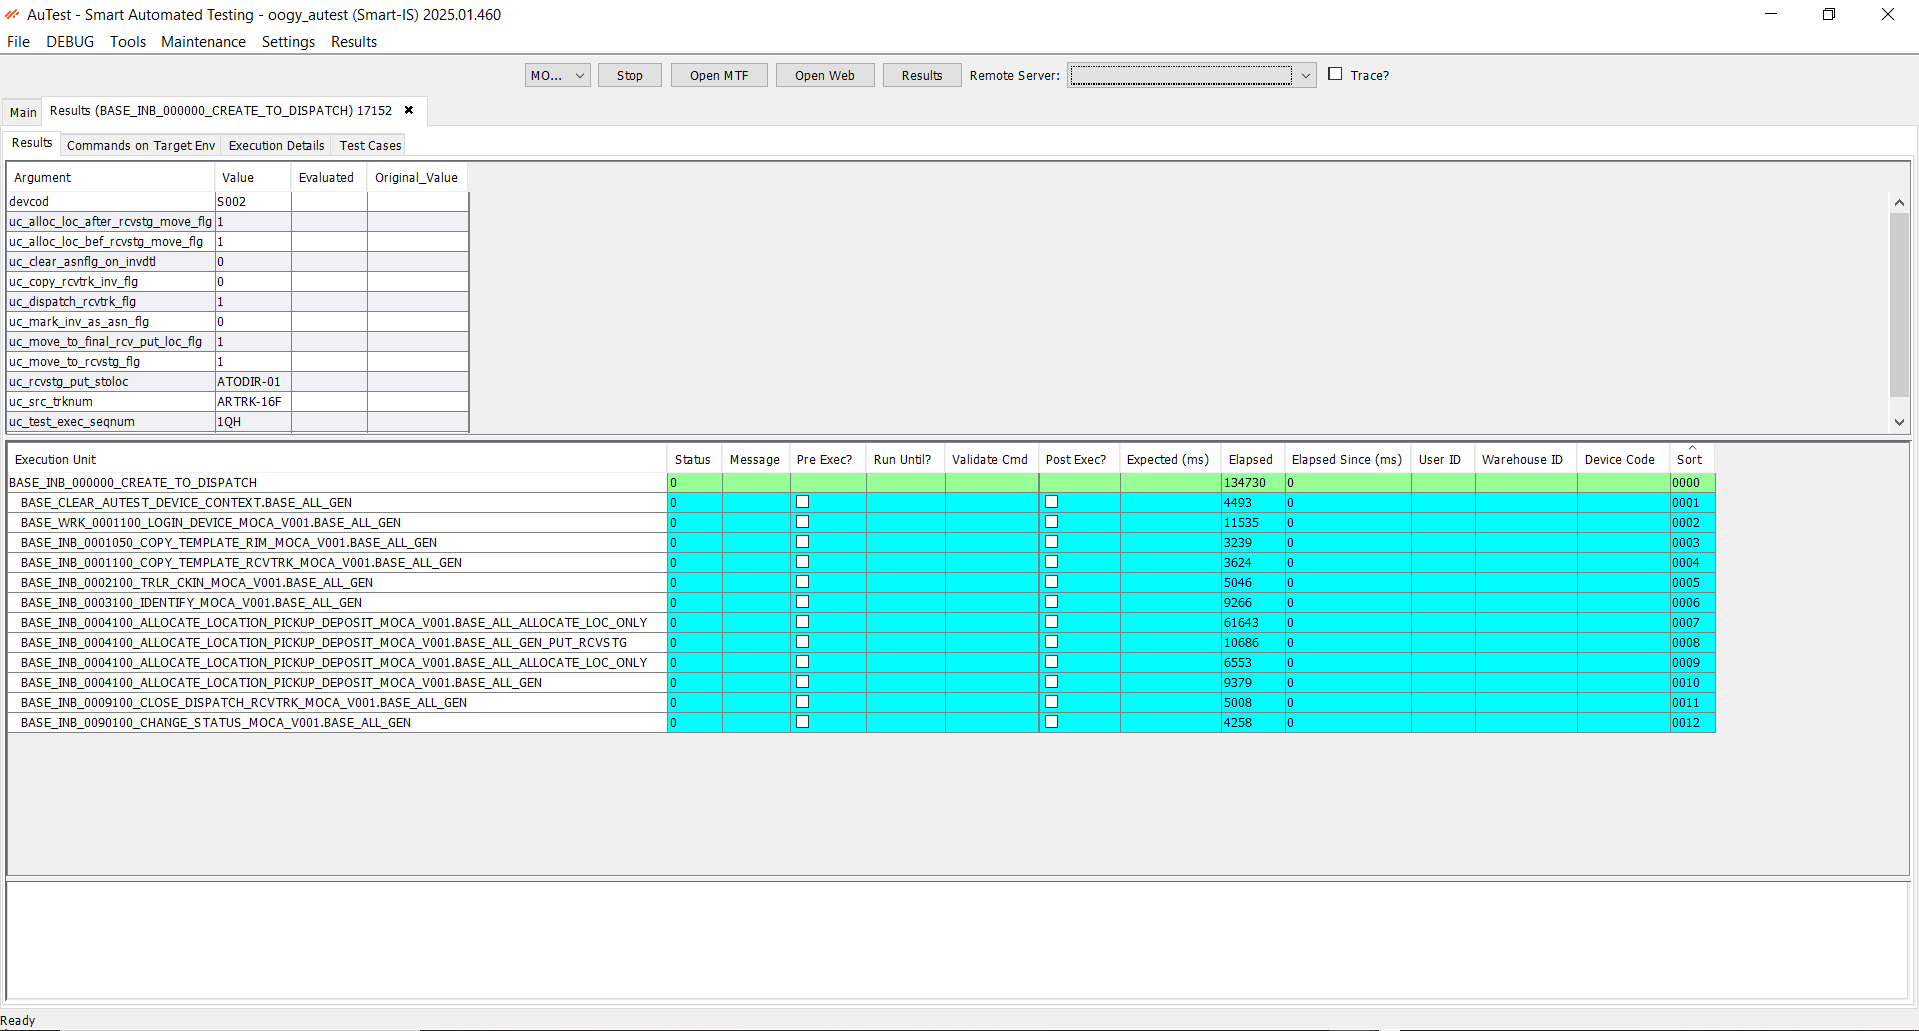 AuTest - Smart Automated Testing - oogy_autest (Smart-IS) 2025.01.460
File DEBUG Tools Maintenance Settings Results
MO... Stop Open MTF Open Web Results Remote Server: Trace?
Main Results (BASE_INB_000000_CREATE_TO_DISPATCH) 17152
Results Commands on Target Env Execution Details Test Cases
Argument Value Evaluated Original_Value
devcod S002
uc_alloc_loc_after_rcvstg_move_flg 1
uc_alloc_loc_bef_rcvstg_move_flg 1
uc_clear_asnflg_on_invdtl 0
uc_copy_rcvtrk_inv_flg 0
uc_dispatch_rcvtrk_flg 1
uc_mark_inv_as_asn_flg 0
uc_move_to_final_rcv_put_loc_flg 1
uc_move_to_rcvstg_flg 1
uc_rcvstg_put_stoloc ATODIR-01
uc_src_trknum ARTRK-16F
uc_test_exec_seqnum 1QH
Execution Unit Status Message Pre Exec? Run Until? Validate Cmd Post Exec? Expected (ms) Elapsed Elapsed Since (ms) User ID Warehouse ID Device Code Sort
BASE_INB_000000_CREATE_TO_DISPATCH 0 134730 0 0000
BASE_CLEAR_AUTEST_DEVICE_CONTEXT.BASE_ALL_GEN 0 4493 0 0001
BASE_WRK_0001100_LOGIN_DEVICE_MOCA_V001.BASE_ALL_GEN 0 11535 0 0002
BASE_INB_0001050_COPY_TEMPLATE_RIM_MOCA_V001.BASE_ALL_GEN 0 3239 0 0003
BASE_INB_0001100_COPY_TEMPLATE_RCVTRK_MOCA_V001.BASE_ALL_GEN 0 3624 0 0004
BASE_INB_0002100_TRLR_CKIN_MOCA_V001.BASE_ALL_GEN 0 5046 0 0005
BASE_INB_0003100_IDENTIFY_MOCA_V001.BASE_ALL_GEN 0 9266 0 0006
BASE_INB_0004100_ALLOCATE_LOCATION_PICKUP_DEPOSIT_MOCA_V001.BASE_ALL_ALLOCATE_LOC_ONLY 0 61643 0 0007
BASE_INB_0004100_ALLOCATE_LOCATION_PICKUP_DEPOSIT_MOCA_V001.BASE_ALL_GEN_PUT_RCVSTG 0 10686 0 0008
BASE_INB_0004100_ALLOCATE_LOCATION_PICKUP_DEPOSIT_MOCA_V001.BASE_ALL_ALLOCATE_LOC_ONLY 0 6553 0 0009
BASE_INB_0004100_ALLOCATE_LOCATION_PICKUP_DEPOSIT_MOCA_V001.BASE_ALL_GEN 0 9379 0 0010
BASE_INB_0009100_CLOSE_DISPATCH_RCVTRK_MOCA_V001.BASE_ALL_GEN 0 5008 0 0011
BASE_INB_0090100_CHANGE_STATUS_MOCA_V001.BASE_ALL_GEN 0 4258 0 0012
Ready